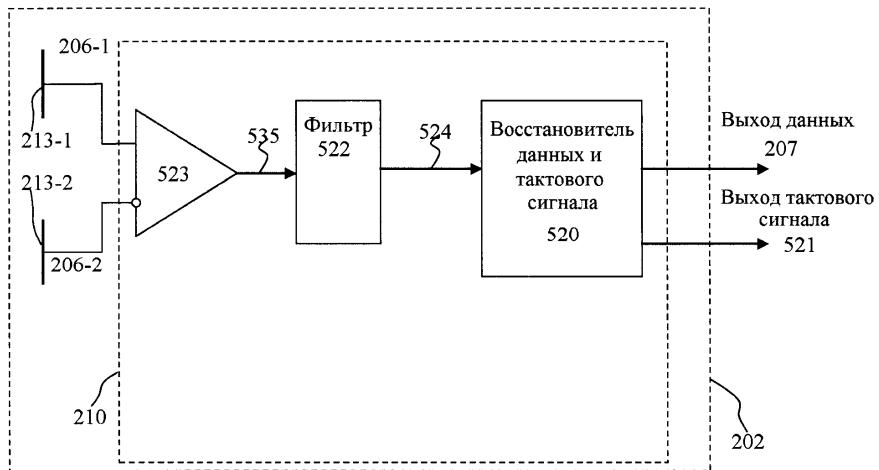 206-1
213-1
213-2
206-2
523
535
Фильтр
522
524
Восстановитель
данных и
тактового
сигнала
520
Выход данных
207
Выход тактового
сигнала
521
210
202